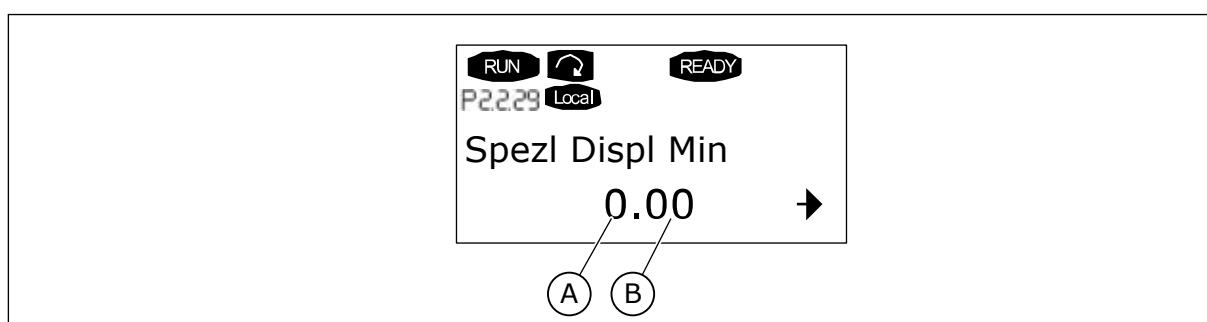 RUN READY
P2.2.29 Local
Spezl Displ Min
0.00
A B